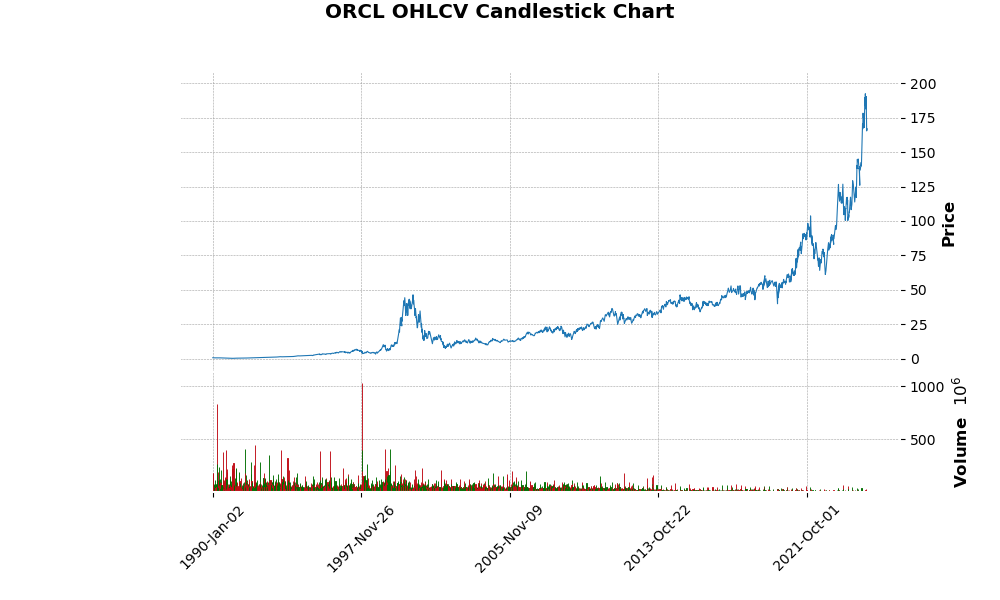 ORCL OHLCV Candlestick Chart
200
175
150
125
100
75
50
25
0
Price
1000
500
Volume 10^6
1990-Jan-02
1997-Nov-26
2005-Nov-09
2013-Oct-22
2021-Oct-01